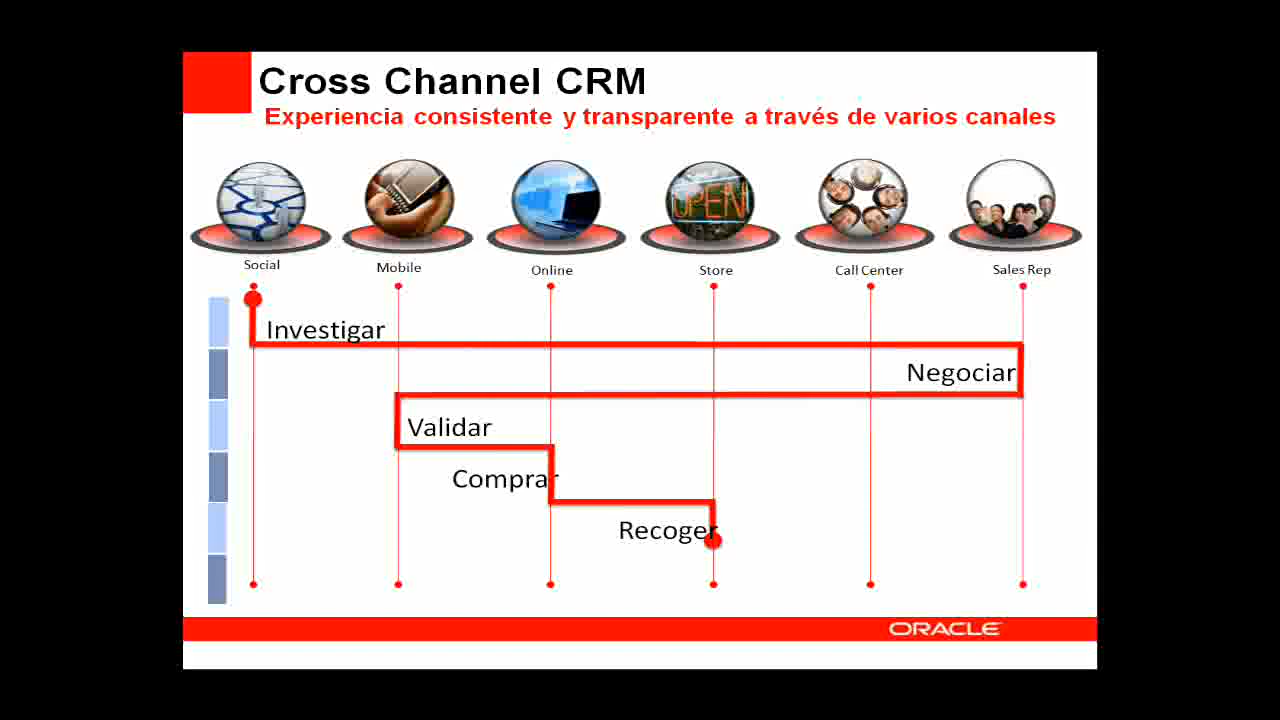 Cross Channel CRM
Experiencia consistente y transparente a través de varios canales
OPEN
Social
Mobile
Online
Store
Call Center
Sales Rep
Investigar
Negociar
Validar
Comprar
Recoger
ORACLE